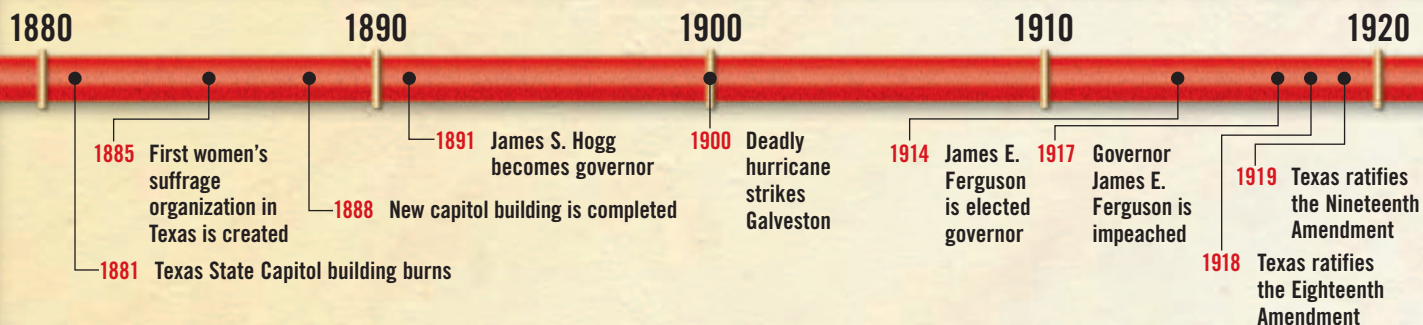 1880 1890 1900 1910 1920
1885 First women's
suffrage
organization in
Texas is created
1881 Texas State Capitol building burns
1888 New capitol building is completed
1891 James S. Hogg
becomes governor
1900 Deadly
hurricane
strikes
Galveston
1914 James E.
Ferguson
is elected
governor
1917 Governor
James E.
Ferguson is
impeached
1918 Texas ratifies
the Eighteenth
Amendment
1919 Texas ratifies
the Nineteenth
Amendment